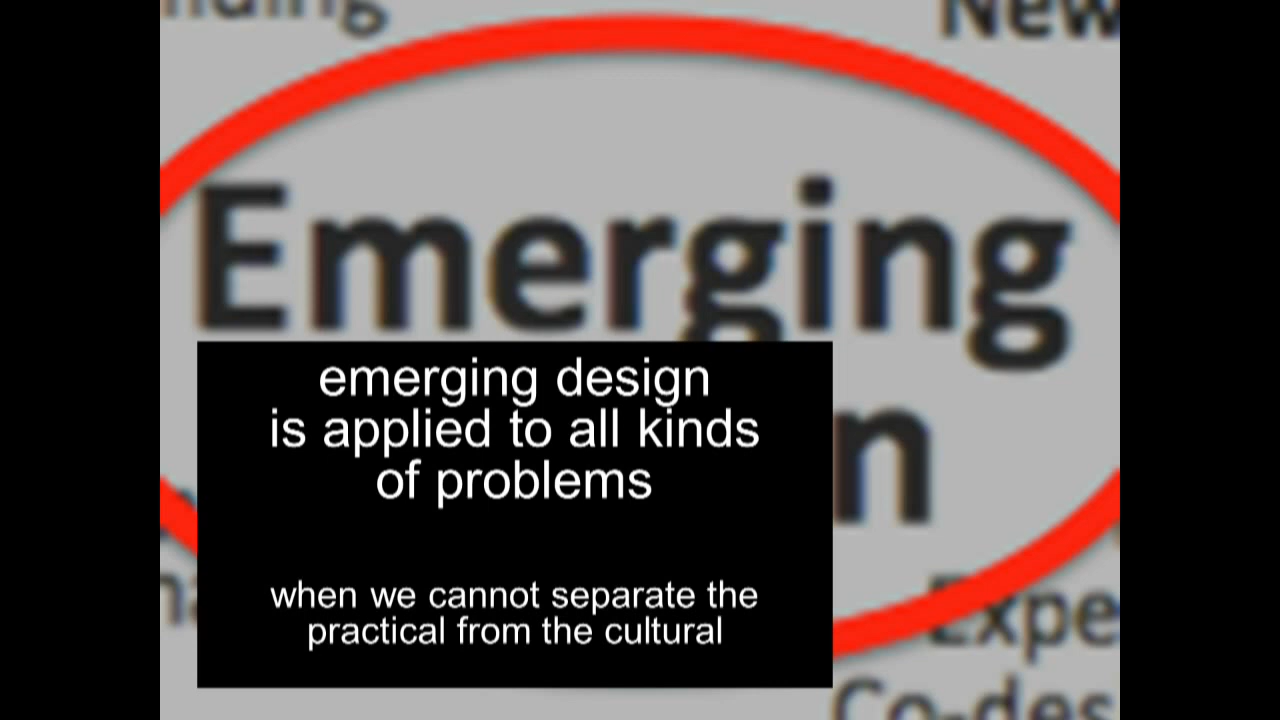 New
Emerging
emerging design
is applied to all kinds
of problems
when we cannot separate the
practical from the cultural